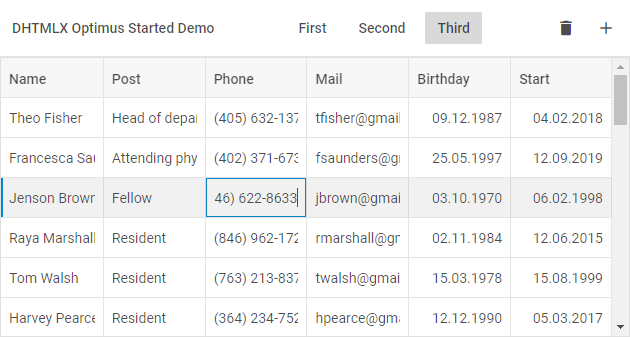 DHTMLX Optimus Started Demo First Second Third
Name Post Phone Mail Birthday Start
Theo Fisher Head of depar (405) 632-137 tfisher@gmail 09.12.1987 04.02.2018
Francesca Sau Attending phy (402) 371-673 fsaunders@g 25.05.1997 12.09.2019
Jenson Brown Fellow 46) 622-8633 jbrown@gmai 03.10.1970 06.02.1998
Raya Marshall Resident (846) 962-172 rmarshall@gm 02.11.1984 12.06.2015
Tom Walsh Resident (763) 213-837 twalsh@gmai 15.03.1978 15.08.1999
Harvey Pearce Resident (364) 234-752 hpearce@gma 12.12.1990 05.03.2017